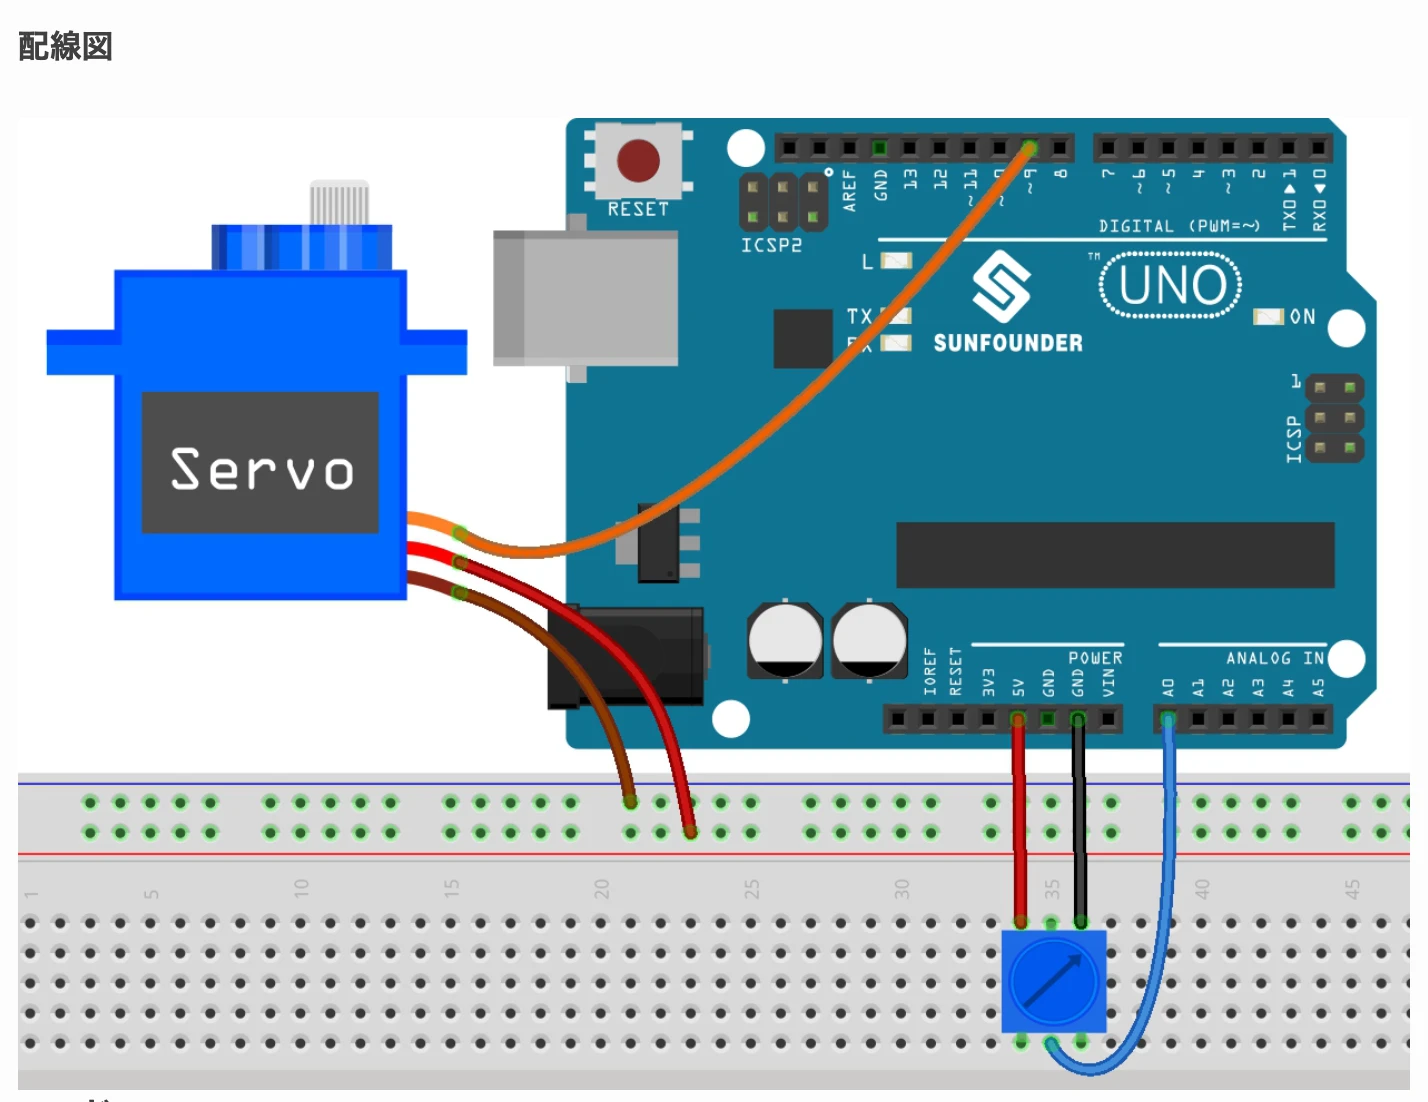 配線図
RESET
ICSP2
AREF
GND
13
12
~11
~9
8
7
~6
~5
4
~3
2
TXD▶1
RXD◀0
DIGITAL (PWM=~)
L
TX
RX
™
UNO
ON
SUNFOUNDER
1
ICSP
Servo
IOREF
RESET
3V3
5V
GND
GND
VIN
POWER
ANALOG IN
A0
A1
A2
A3
A4
A5
1
5
10
15
20
25
30
35
40
45